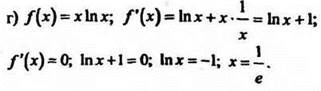 г) f(x) = x ln x; f'(x) = ln x + x · 1/x = ln x + 1;
f'(x) = 0; ln x + 1 = 0; ln x = –1; x = 1/e.